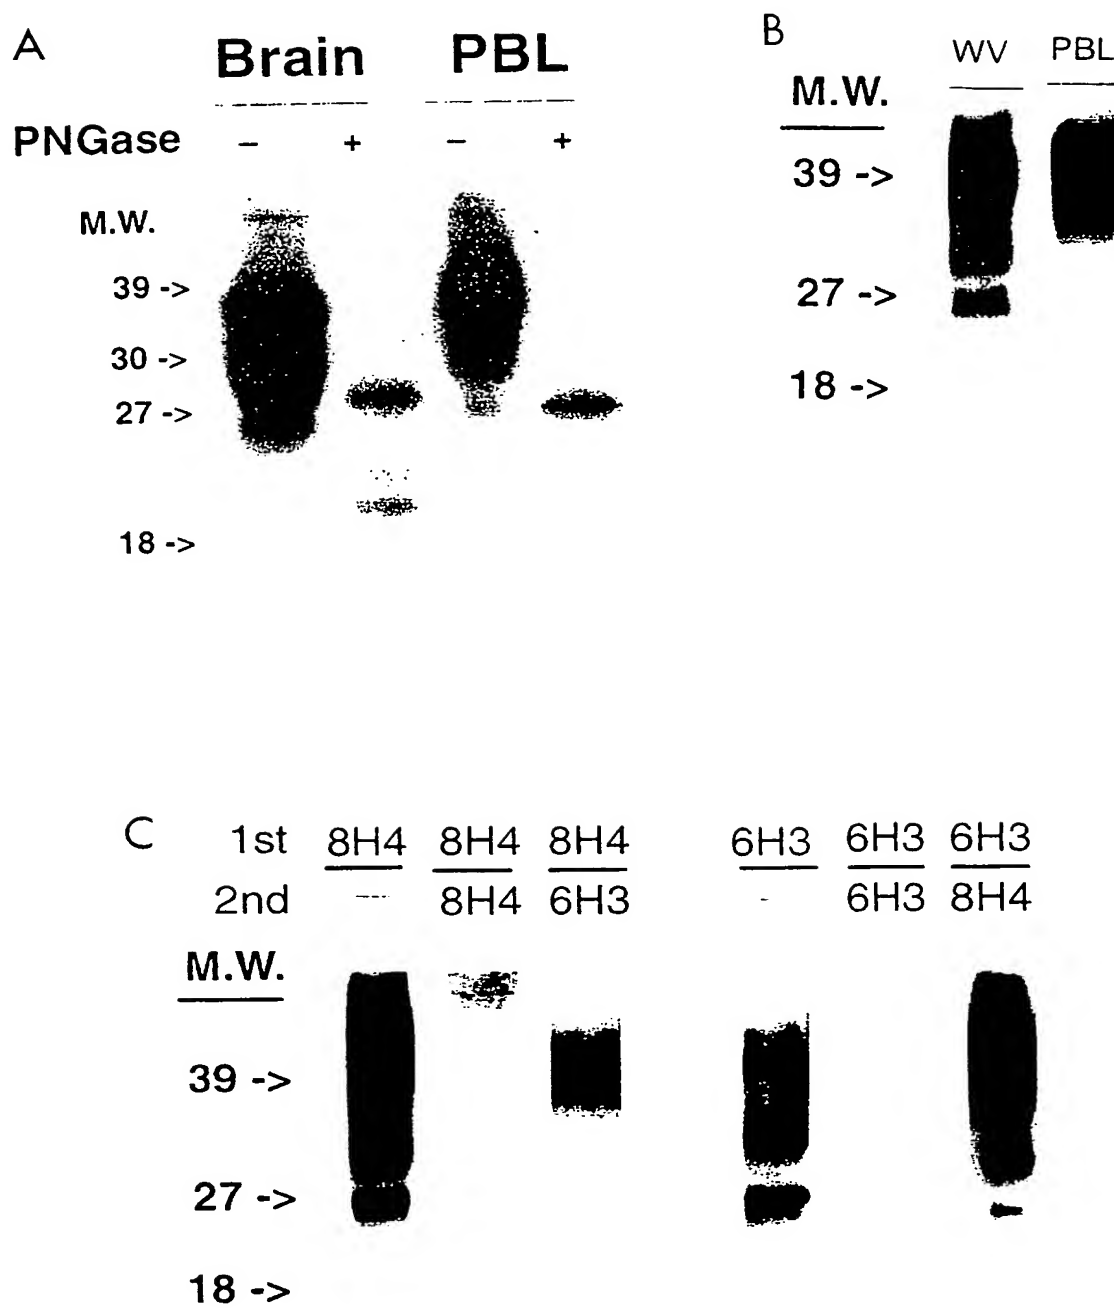 A
Brain PBL
PNGase - + - +
M.W.
39 ->
30 ->
27 ->
18 ->
B
WV PBL
M.W.
39 ->
27 ->
18 ->
C
1st 8H4 8H4 8H4 6H3 6H3 6H3
2nd --- 8H4 6H3 - 6H3 8H4
M.W.
39 ->
27 ->
18 ->